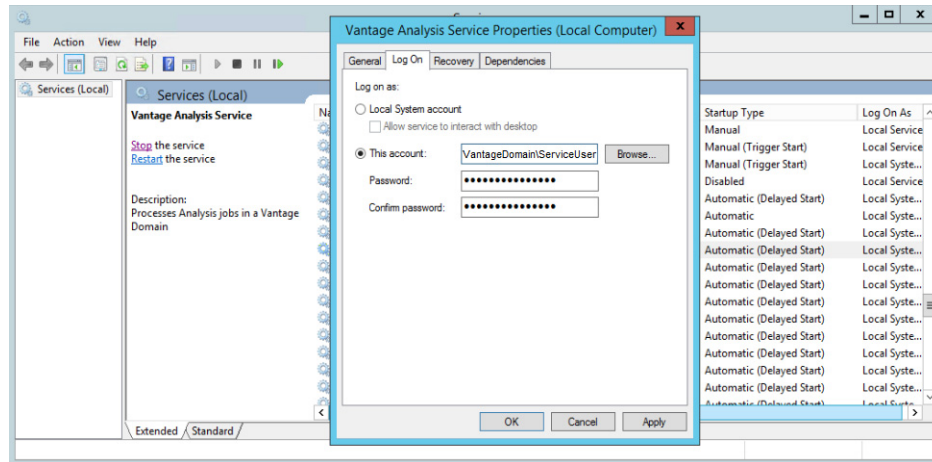 Vantage Analysis Service Properties (Local Computer)
x
x
File Action View Help
General Log On Recovery Dependencies
Services (Local)
Services (Local)
Vantage Analysis Service
Stop the service
Restart the service
Description:
Processes Analysis jobs in a Vantage
Domain
Log on as:
Local System account
Allow service to interact with desktop
This account:
VantageDomain\ServiceUser
Browse...
Password:
•••••••••••••••
Confirm password:
•••••••••••••••
OK Cancel Apply
Startup Type Log On As
Manual Local Service
Manual (Trigger Start) Local Service
Manual (Trigger Start) Local Syste...
Disabled Local Service
Automatic (Delayed Start) Local Syste...
Automatic Local Syste...
Automatic (Delayed Start) Local Syste...
Automatic (Delayed Start) Local Syste...
Automatic (Delayed Start) Local Syste...
Automatic (Delayed Start) Local Syste...
Automatic (Delayed Start) Local Syste...
Automatic (Delayed Start) Local Syste...
Automatic (Delayed Start) Local Syste...
Automatic (Delayed Start) Local Syste...
Automatic (Delayed Start) Local Syste...
Automatic (Delayed Start) Local Syste...
Automatic (Delayed Start) Local Syste...
Extended Standard